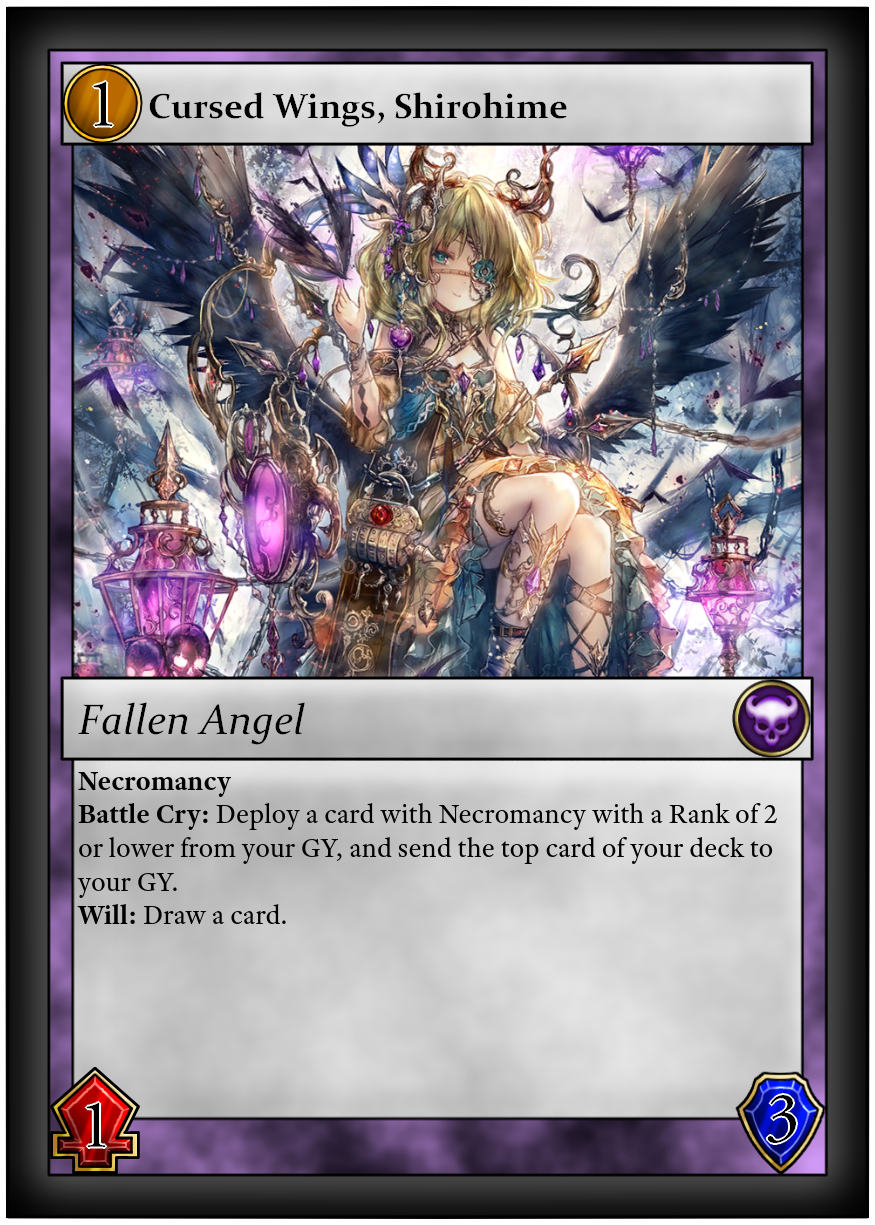 1
Cursed Wings, Shirohime
Fallen Angel
Necromancy
Battle Cry: Deploy a card with Necromancy with a Rank of 2
or lower from your GY, and send the top card of your deck to
your GY.
Will: Draw a card.
1
3